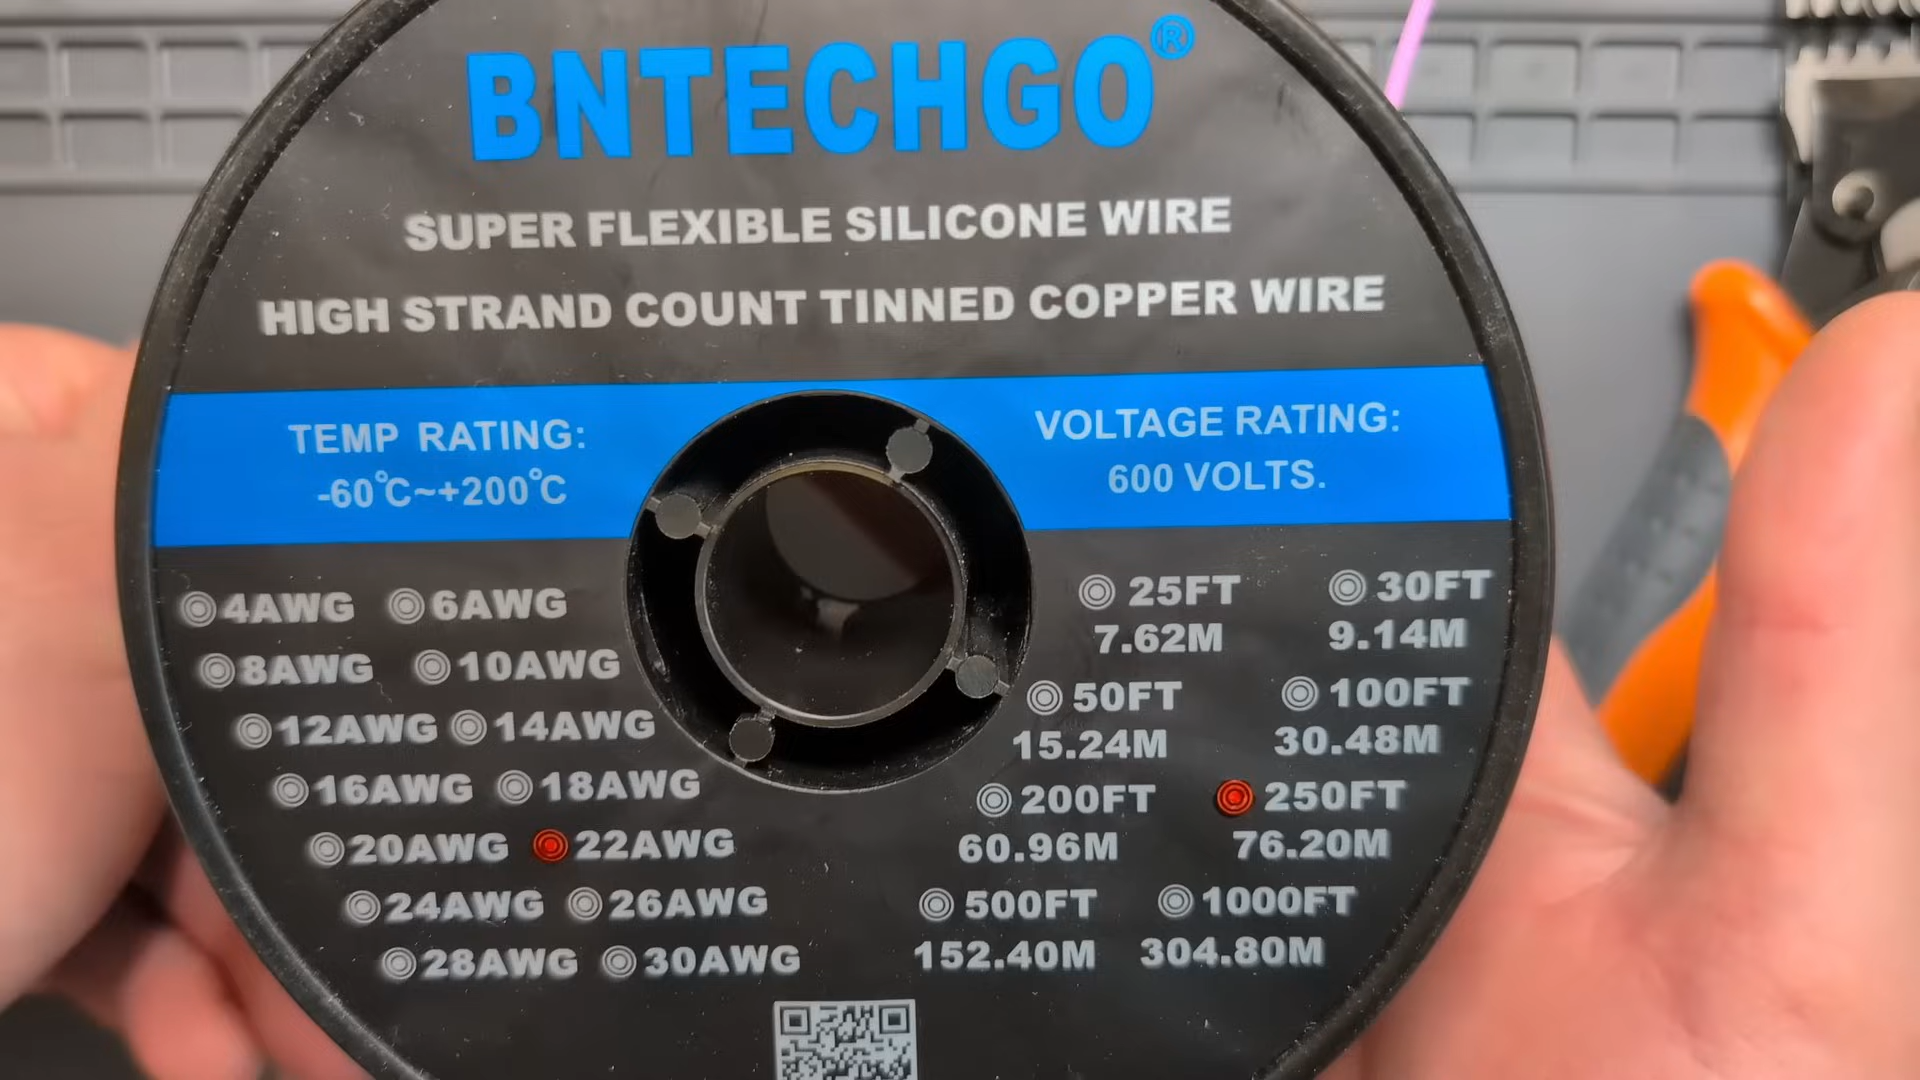 BNTECHGO®
SUPER FLEXIBLE SILICONE WIRE
HIGH STRAND COUNT TINNED COPPER WIRE
TEMP RATING:
-60℃~+200℃
VOLTAGE RATING:
600 VOLTS.
4AWG 6AWG
8AWG 10AWG
12AWG 14AWG
16AWG 18AWG
20AWG 22AWG
24AWG 26AWG
28AWG 30AWG
25FT 30FT
7.62M 9.14M
50FT 100FT
15.24M 30.48M
200FT 250FT
60.96M 76.20M
500FT 1000FT
152.40M 304.80M